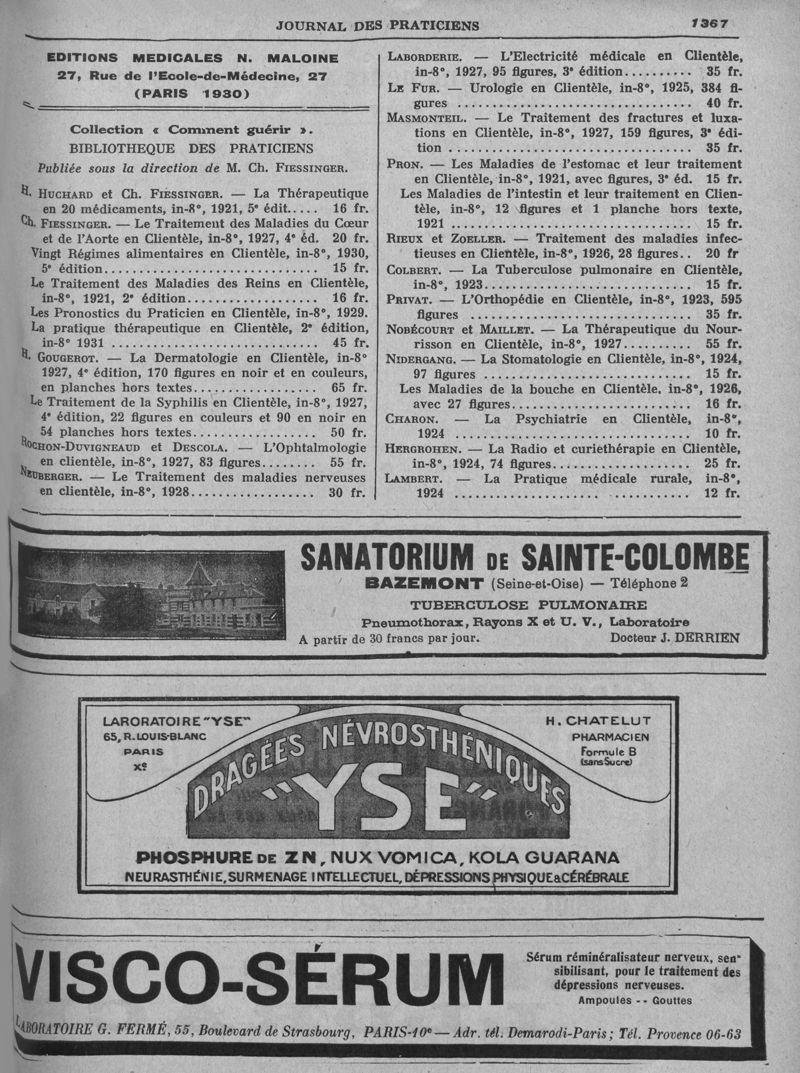 JOURNAL DES PRATICIENS
1367
EDITIONS MEDICALES N. MALOINE
27, Rue de l'Ecole-de-Médecine, 27
(PARIS 1930)
Collection « Comment guérir ».
BIBLIOTHEQUE DES PRATICIENS
Publiée sous la direction de M. Ch. FIESSINGER.
H. HUCHARD et Ch. FIESSINGER. — La Thérapeutique
en 20 médicaments, in-8°, 1921, 5e édit..... 16 fr.
Ch. FIESSINGER. — Le Traitement des Maladies du Cœur
et de l'Aorte en Clientèle, in-8°, 1927, 4e éd. 20 fr.
Vingt Régimes alimentaires en Clientèle, in-8°, 1930,
5e édition................................ 15 fr.
Le Traitement des Maladies des Reins en Clientèle,
in-8°, 1921, 2e édition................... 16 fr.
Les Pronostics du Praticien en Clientèle, in-8°, 1929.
La pratique thérapeutique en Clientèle, 2e édition,
in-8° 1931 .............................. 45 fr.
H. GOUGEROT. — La Dermatologie en Clientèle, in-8°
1927, 4e édition, 170 figures en noir et en couleurs,
en planches hors textes.................. 65 fr.
Le Traitement de la Syphilis en Clientèle, in-8°, 1927,
4e édition, 22 figures en couleurs et 90 en noir en
54 planches hors textes.................. 50 fr.
ROCHON-DUVIGNEAUD et DESCOLA. — L'Ophtalmologie
en clientèle, in-8°, 1927, 83 figures........ 55 fr.
NEUBERGER. — Le Traitement des maladies nerveuses
en clientèle, in-8°, 1928.................. 30 fr.
LABORDERIE. — L'Electricité médicale en Clientèle,
in-8°, 1927, 95 figures, 3e édition.......... 35 fr.
LE FUR. — Urologie en Clientèle, in-8°, 1925, 384 fi-
gures .................................. 40 fr.
MASMONTEIL. — Le Traitement des fractures et luxa-
tions en Clientèle, in-8°, 1927, 159 figures, 3e édi-
tion ................................... 35 fr.
PRON. — Les Maladies de l'estomac et leur traitement
en Clientèle, in-8°, 1921, avec figures, 3e éd. 15 fr.
Les Maladies de l'intestin et leur traitement en Clien-
tèle, in-8°, 12 figures et 1 planche hors texte,
1921 ................................... 15 fr.
RIEUX et ZOELLER. — Traitement des maladies infec-
tieuses en Clientèle, in-8°, 1926, 28 figures.. 20 fr
COLBERT. — La Tuberculose pulmonaire en Clientèle,
in-8°, 1923.............................. 15 fr.
PRIVAT. — L'Orthopédie en Clientèle, in-8°, 1923, 595
figures ................................ 35 fr.
NOBÉCOURT et MAILLET. — La Thérapeutique du Nour-
risson en Clientèle, in-8°, 1927.......... 55 fr.
NIDERGANG. — La Stomatologie en Clientèle, in-8°, 1924,
97 figures .............................. 15 fr.
Les Maladies de la bouche en Clientèle. in-8°, 1926,
avec 27 figures.......................... 16 fr.
CHARON. — La Psychiatrie en Clientèle, in-8°,
1924 ................................... 10 fr.
HERGROHEN. — La Radio et curiethérapie en Clientèle,
in-8°, 1924, 74 figures.................... 25 fr.
LAMBERT. — La Pratique médicale rurale, in-8°,
1924 ................................... 12 fr.
SANATORIUM DE SAINTE-COLOMBE
BAZEMONT (Seine-et-Oise) — Téléphone 2
TUBERCULOSE PULMONAIRE
Pneumothorax, Rayons X et U. V., Laboratoire
A partir de 30 francs par jour. Docteur J. DERRIEN
LARORATOIRE "YSE"
65, R. LOUIS-BLANC
PARIS
Xe
H. CHATELUT
PHARMACIEN
Formule B
(sans Sucre)
DRAGÉES NÉVROSTHÉNIQUES
"YSE"
PHOSPHURE DE ZN, NUX VOMICA, KOLA GUARANA
NEURASTHÉNIE, SURMENAGE INTELLECTUEL, DÉPRESSIONS PHYSIQUE & CÉRÉBRALE
VISCO-SÉRUM
Sérum réminéralisateur nerveux, sen-
sibilisant, pour le traitement des
dépressions nerveuses.
Ampoules -- Gouttes
LABORATOIRE G. FERMÉ, 55, Boulevard de Strasbourg, PARIS-10e — Adr. tél. Demarodi-Paris; Tél. Provence 06-63